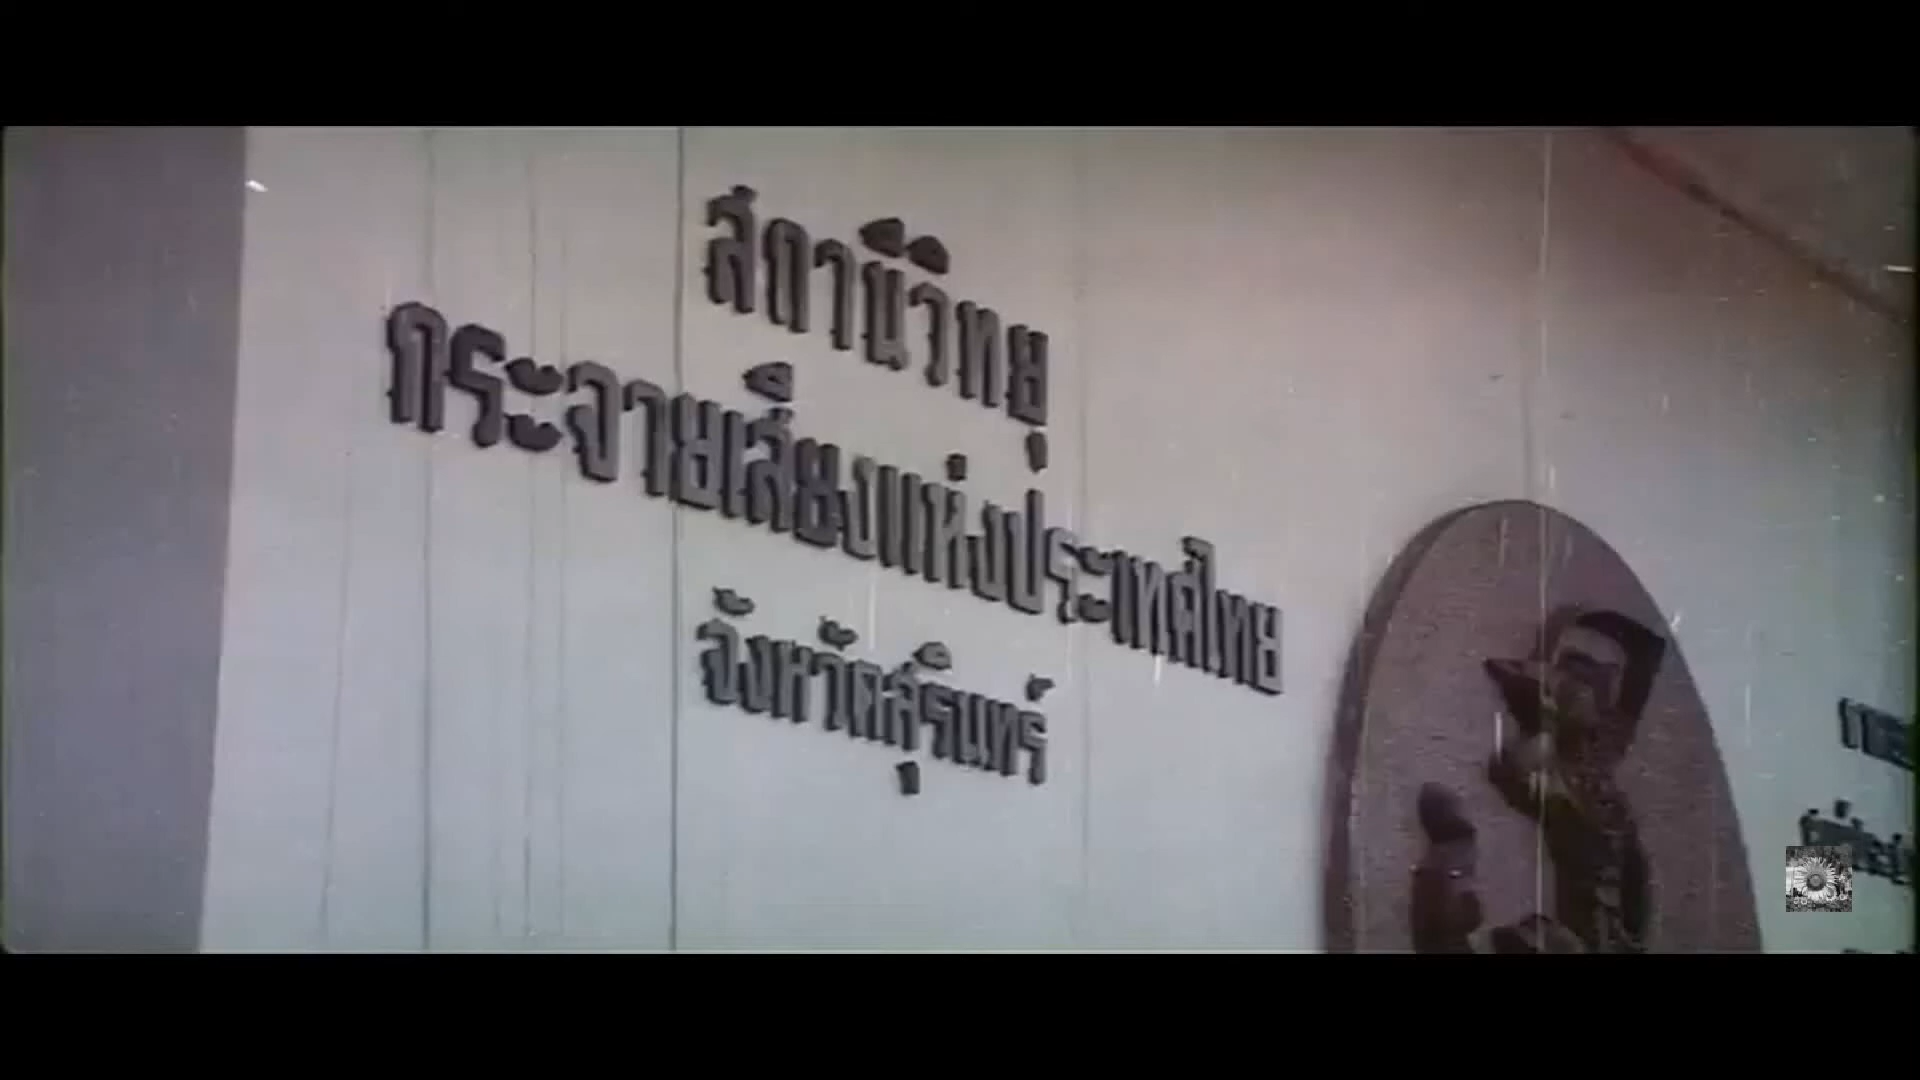 สถานีวิทยุ
กระจายเสียงแห่งประเทศไทย
จังหวัดสุรินทร์